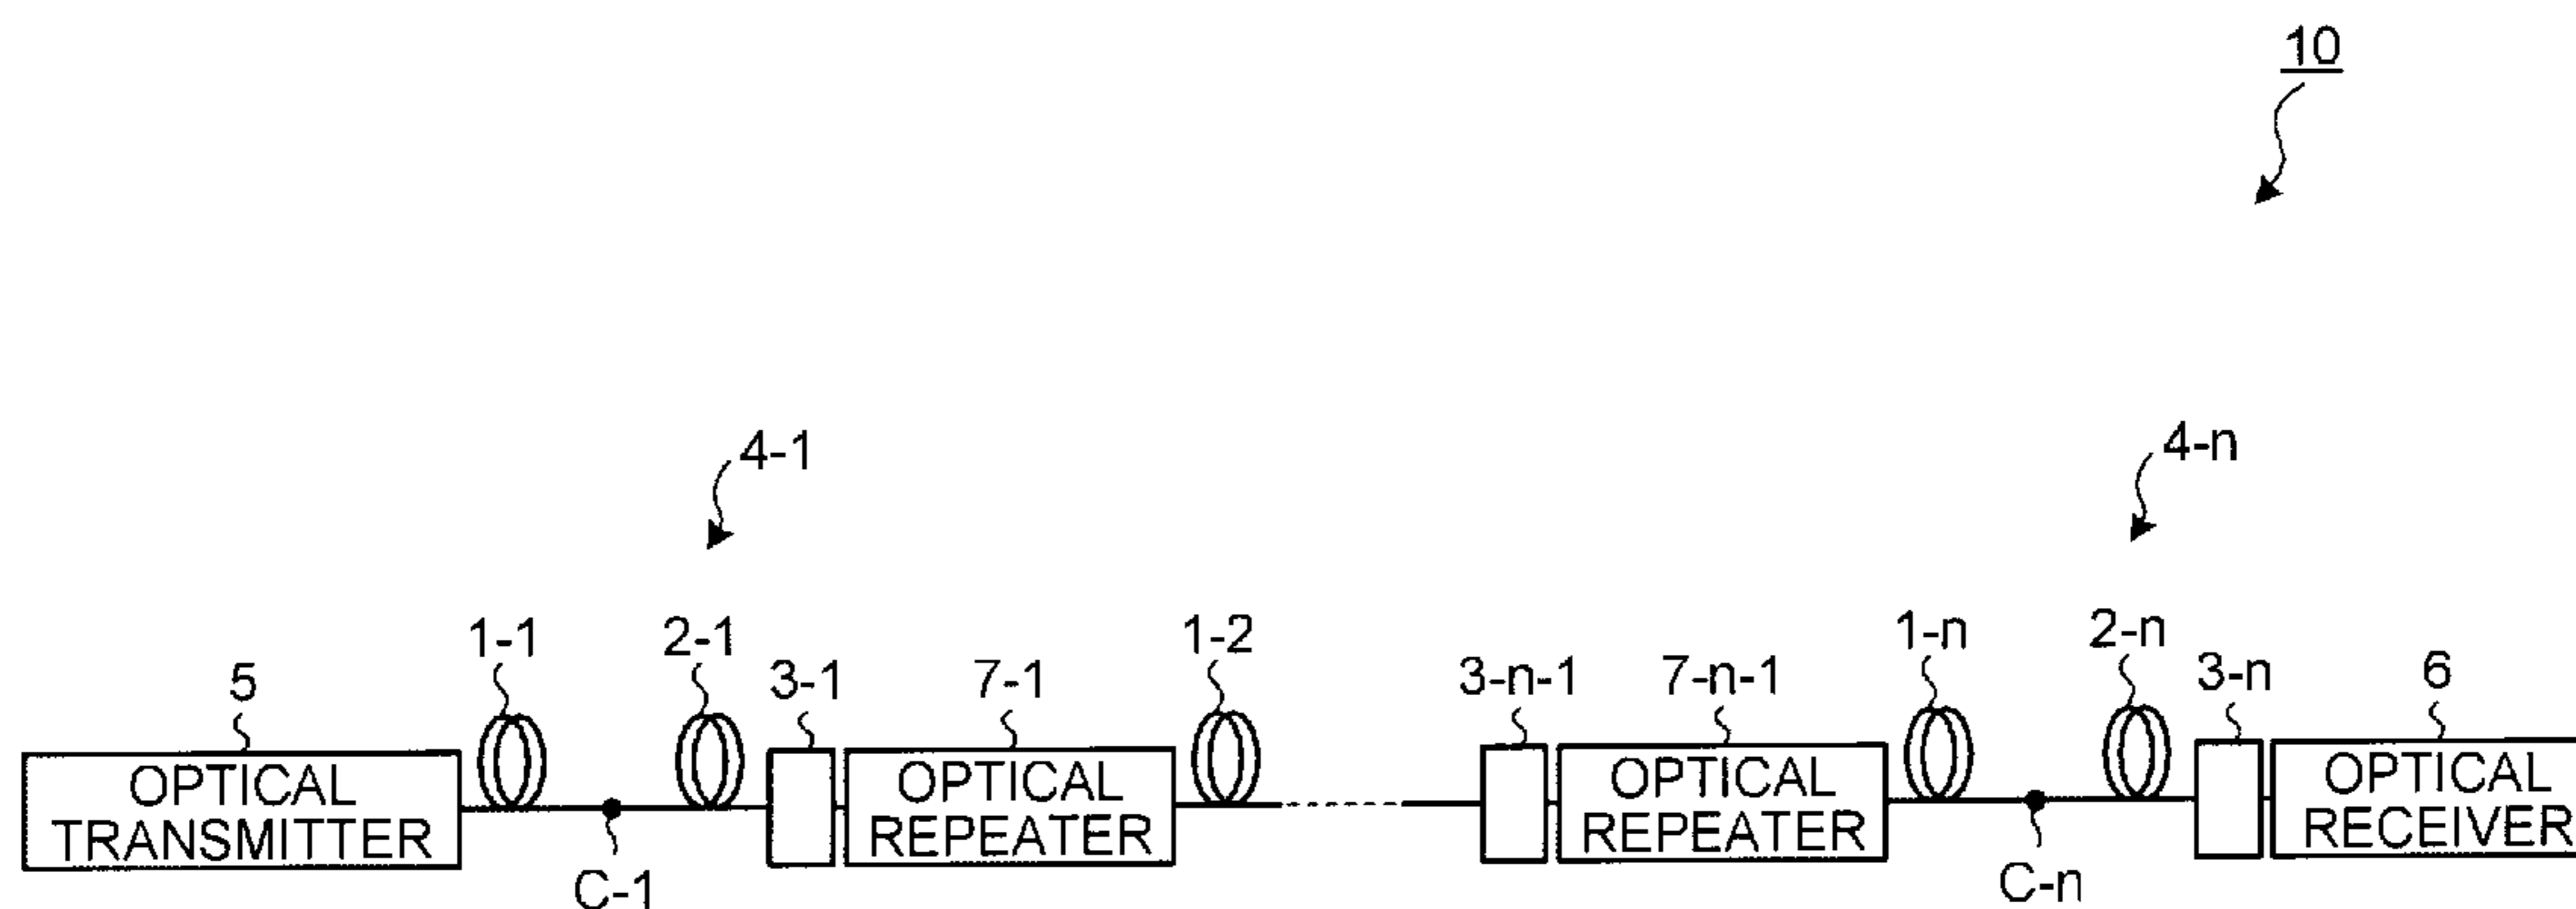 10
4-1
4-n
1-1
2-1
1-2
1-n
2-n
5
3-1
7-1
3-n-1
7-n-1
3-n
6
OPTICAL
TRANSMITTER
OPTICAL
REPEATER
OPTICAL
REPEATER
OPTICAL
RECEIVER
C-1
C-n